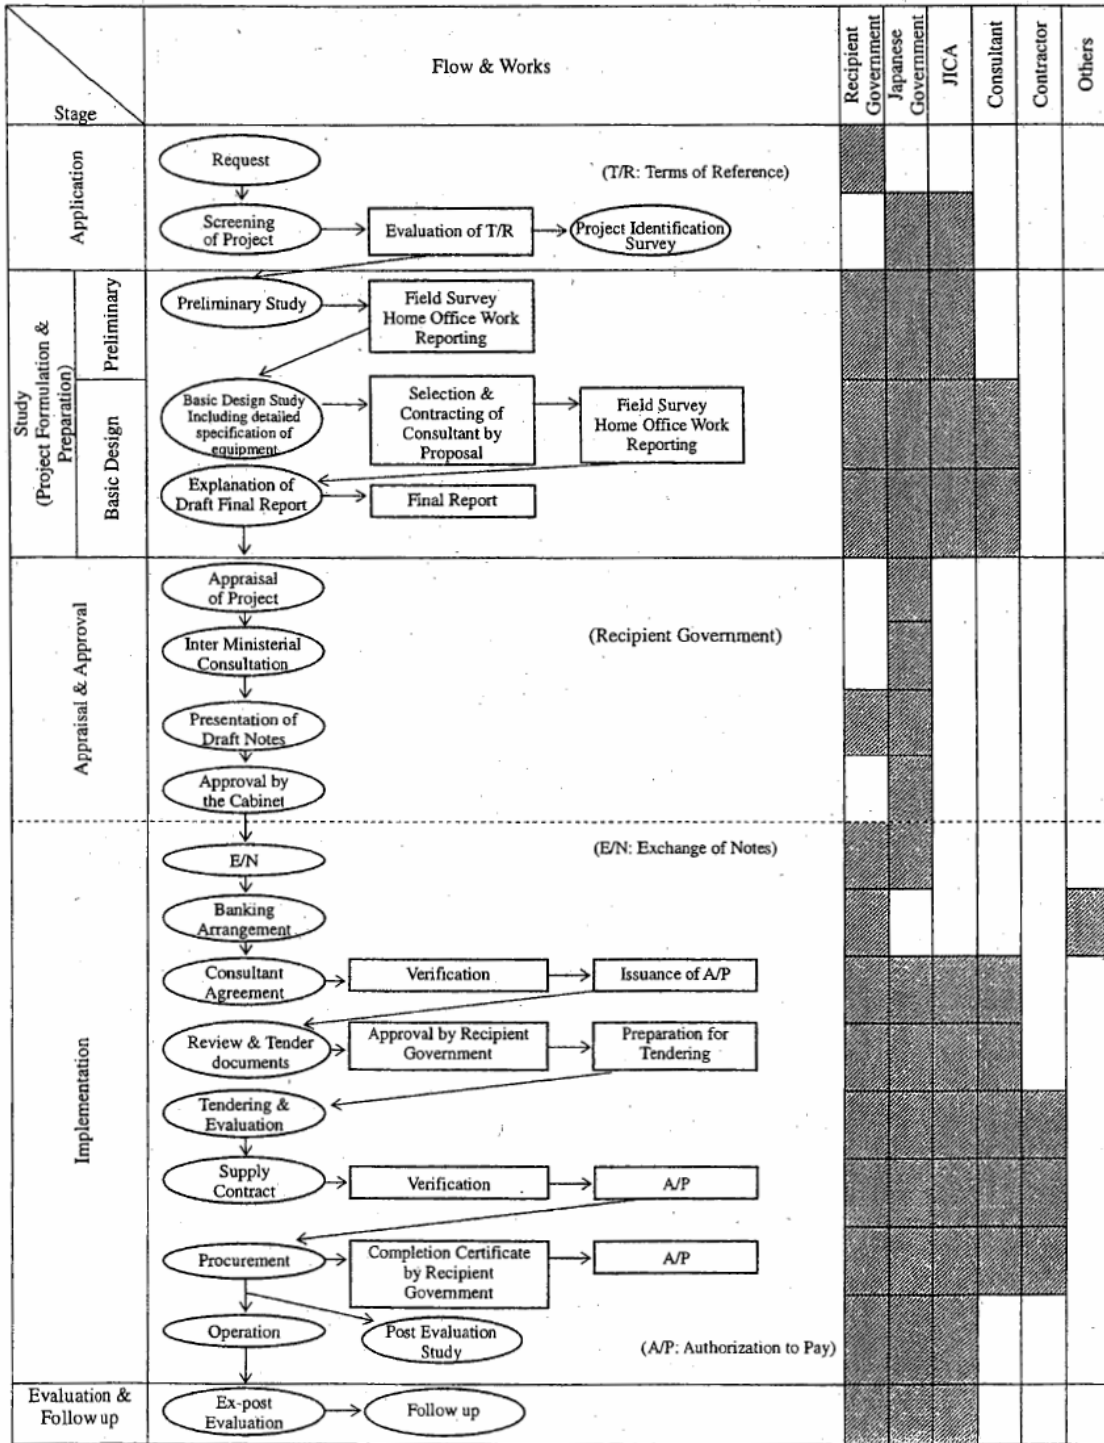 Stage
Flow & Works
Recipient
Government
Japanese
Government
JICA
Consultant
Contractor
Others
Application
Request
(T/R: Terms of Reference)
Screening
of Project
Evaluation of T/R
Project Identification
Survey
Study
(Project Formulation &
Preparation)
Preliminary
Preliminary Study
Field Survey
Home Office Work
Reporting
Basic Design
Basic Design Study
Including detailed
specification of
equipment
Selection &
Contracting of
Consultant by
Proposal
Field Survey
Home Office Work
Reporting
Explanation of
Draft Final Report
Final Report
Appraisal & Approval
Appraisal
of Project
Inter Ministerial
Consultation
(Recipient Government)
Presentation of
Draft Notes
Approval by
the Cabinet
Implementation
E/N
(E/N: Exchange of Notes)
Banking
Arrangement
Consultant
Agreement
Verification
Issuance of A/P
Review & Tender
documents
Approval by Recipient
Government
Preparation for
Tendering
Tendering &
Evaluation
Supply
Contract
Verification
A/P
Procurement
Completion Certificate
by Recipient
Government
A/P
Operation
Post Evaluation
Study
(A/P: Authorization to Pay)
Evaluation &
Follow up
Ex-post
Evaluation
Follow up